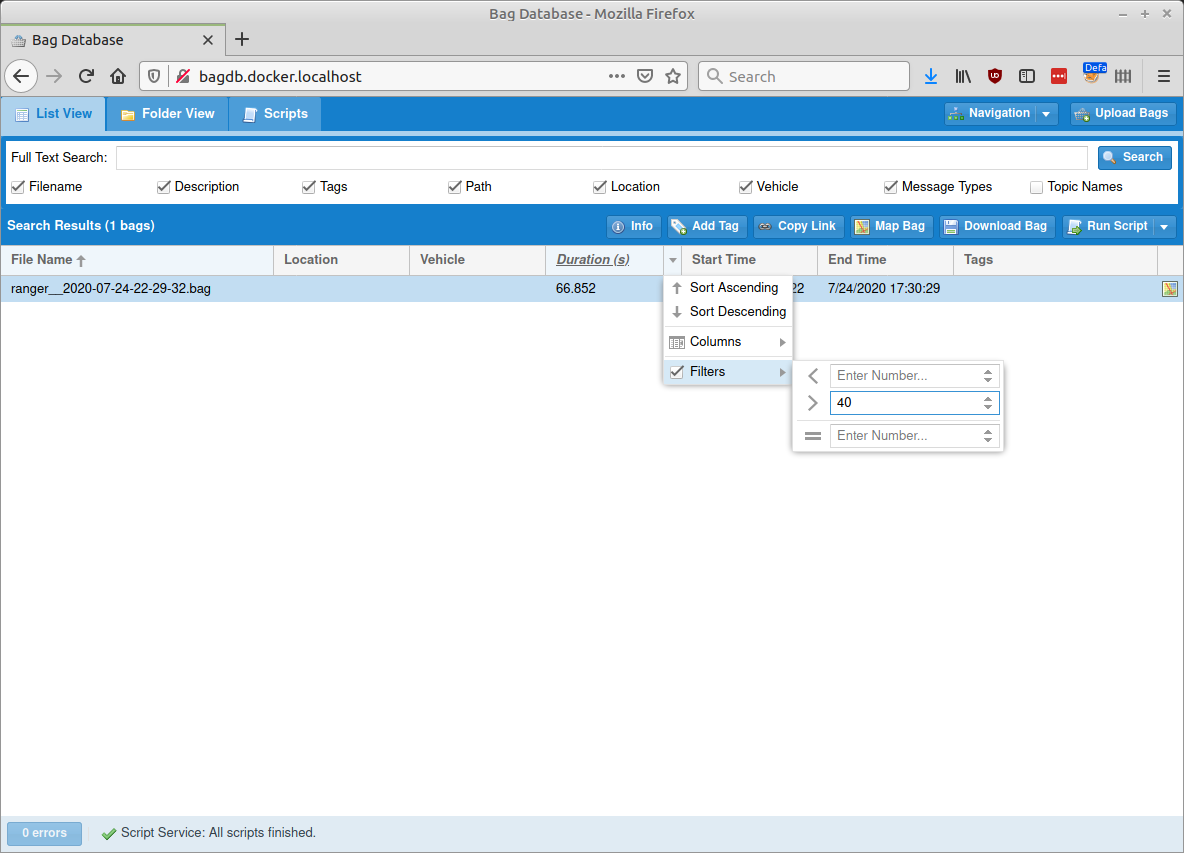 Bag Database - Mozilla Firefox
Bag Database
bagdb.docker.localhost
Search
Defa
List View Folder View Scripts Navigation Upload Bags
Full Text Search: Search
Filename Description Tags Path Location Vehicle Message Types Topic Names
Search Results (1 bags) Info Add Tag Copy Link Map Bag Download Bag Run Script
File Name Location Vehicle Duration (s) Start Time End Time Tags
ranger__2020-07-24-22-29-32.bag 66.852 22 7/24/2020 17:30:29
Sort Ascending
Sort Descending
Columns
Filters
Enter Number...
40
Enter Number...
0 errors Script Service: All scripts finished.